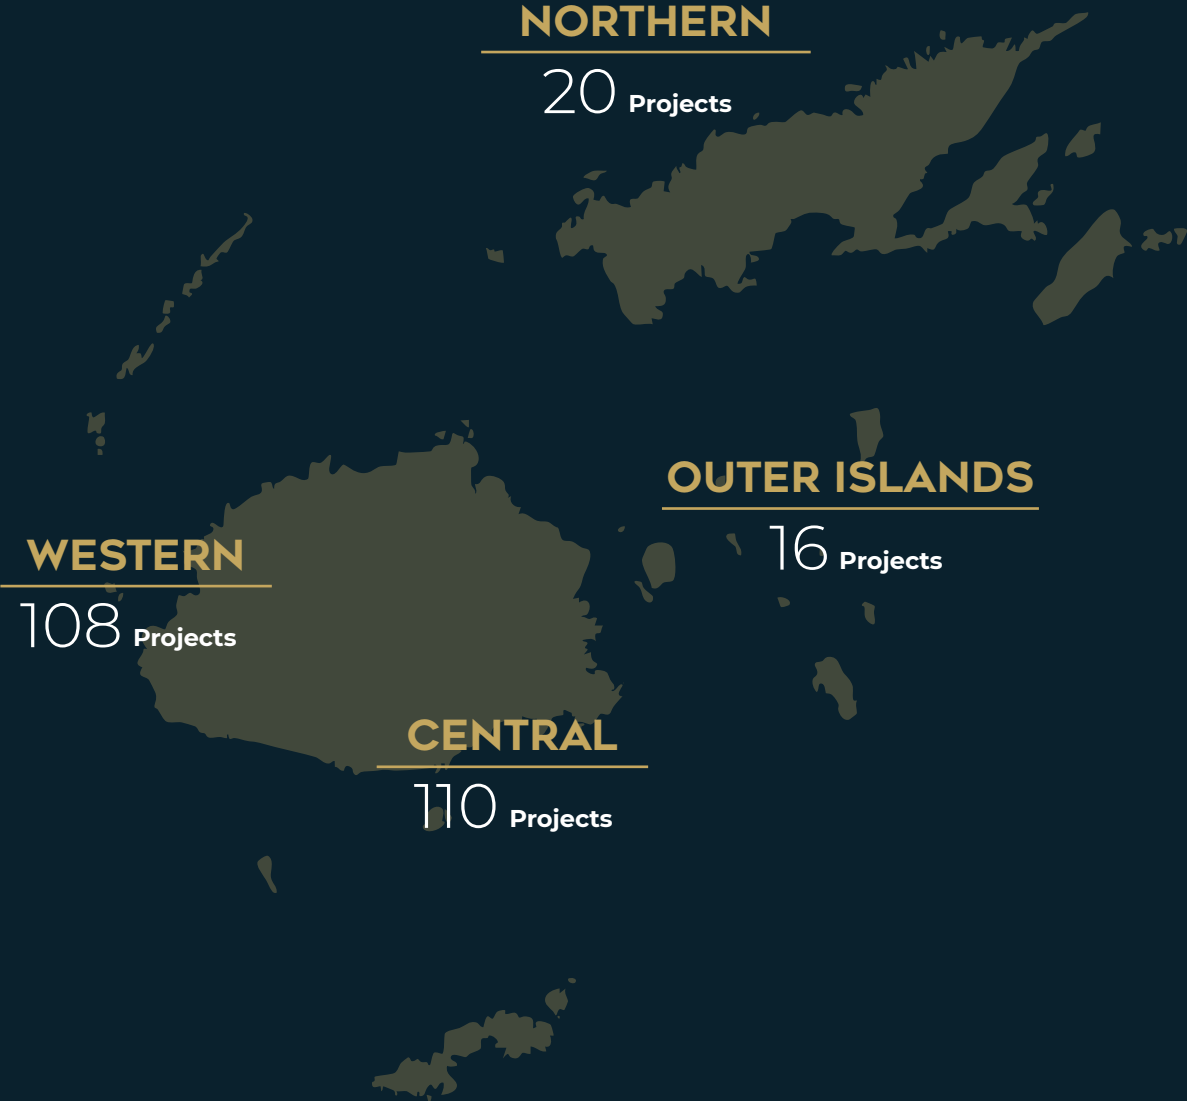 NORTHERN
20 Projects
OUTER ISLANDS
16 Projects
WESTERN
108 Projects
CENTRAL
110 Projects